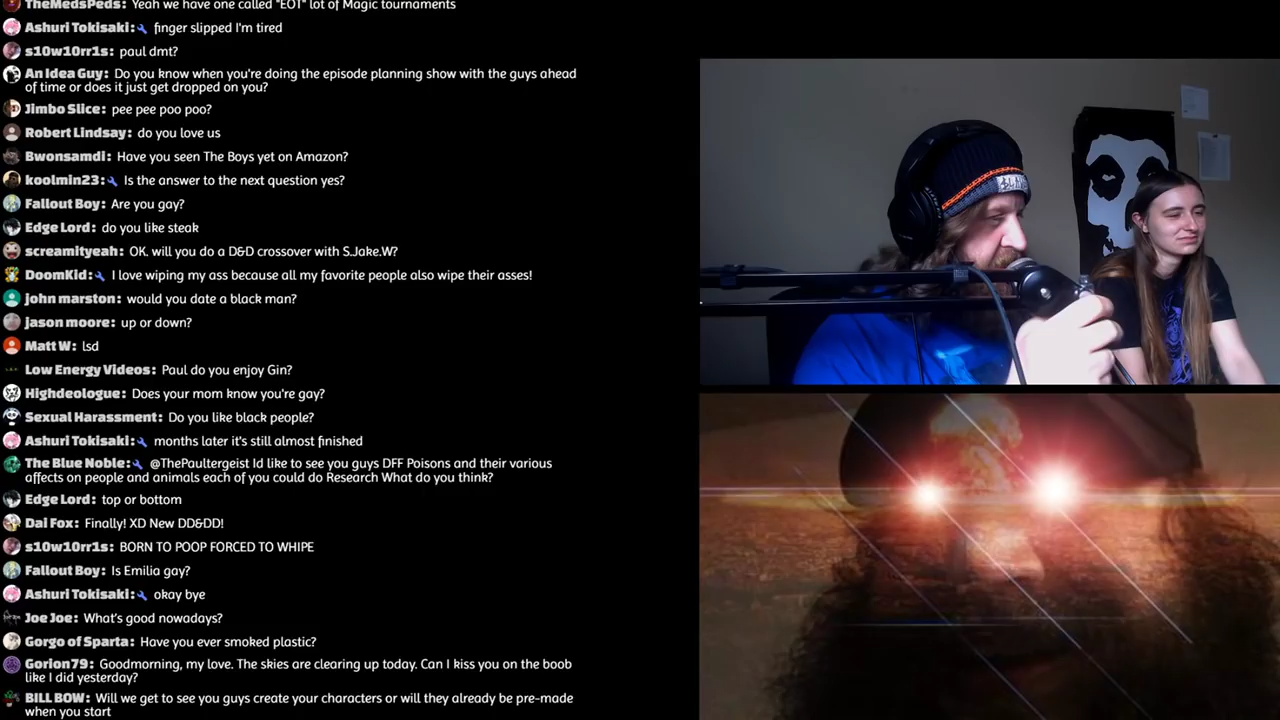 TheMedsPeds: Yeah we have one called "EOT" lot of Magic tournaments
Ashuri Tokisaki: finger slipped I'm tired
s10w10rr1s: paul dmt?
An Idea Guy: Do you know when you're doing the episode planning show with the guys ahead
of time or does it just get dropped on you?
Jimbo Slice: pee pee poo poo?
Robert Lindsay: do you love us
Bwonsamdi: Have you seen The Boys yet on Amazon?
koolmin23: Is the answer to the next question yes?
Fallout Boy: Are you gay?
Edge Lord: do you like steak
screamityeah: OK. will you do a D&D crossover with S.Jake.W?
DoomKid: I love wiping my ass because all my favorite people also wipe their asses!
john marston: would you date a black man?
jason moore: up or down?
Matt W: lsd
Low Energy Videos: Paul do you enjoy Gin?
Highdeologue: Does your mom know you're gay?
Sexual Harassment: Do you like black people?
Ashuri Tokisaki: months later it's still almost finished
The Blue Noble: @ThePaultergeist Id like to see you guys DFF Poisons and their various
affects on people and animals each of you could do Research What do you think?
Edge Lord: top or bottom
Dai Fox: Finally! XD New DD&DD!
s10w10rr1s: BORN TO POOP FORCED TO WHIPE
Fallout Boy: Is Emilia gay?
Ashuri Tokisaki: okay bye
Joe Joe: What's good nowadays?
Gorgo of Sparta: Have you ever smoked plastic?
Gorion79: Goodmorning, my love. The skies are clearing up today. Can I kiss you on the boob
like I did yesterday?
BILL BOW: Will we get to see you guys create your characters or will they already be pre-made
when you start